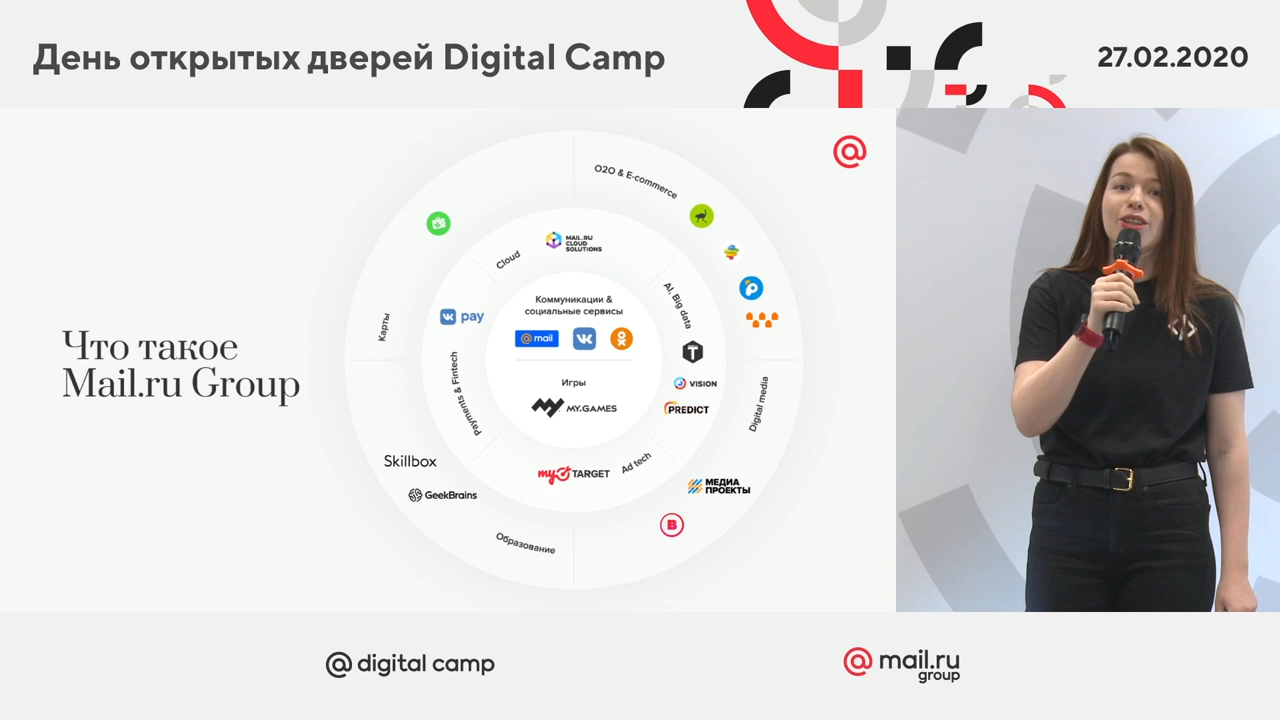 День открытых дверей Digital Camp
27.02.2020
Что такое
Mail.ru Group
O2O & E-commerce
Cloud
MAIL.RU
CLOUD
SOLUTIONS
AI, Big data
Карты
pay
Payments & Fintech
Коммуникации &
социальные сервисы
@mail
Игры
MY.GAMES
T
VISION
PREDICT
Digital media
Skillbox
GeekBrains
my TARGET
Ad tech
МЕДИА
ПРОЕКТЫ
B
Образование
@ digital camp
@ mail.ru
group